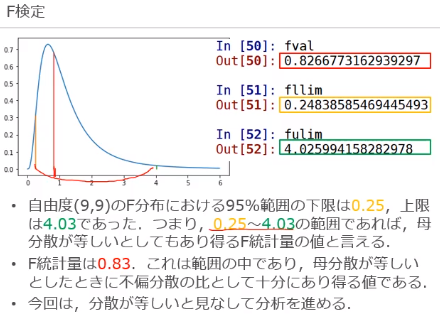 F検定
In [50]: fval
Out[50]: 0.8266773162939297
In [51]: fllim
Out[51]: 0.24838585469445493
In [52]: fulim
Out[52]: 4.025994158282978
0.7
0.6
0.5
0.4
0.3
0.2
0.1
0.0
0 1 2 3 4 5 6
• 自由度(9,9)のF分布における95%範囲の下限は0.25，上限
は4.03であった．つまり，0.25～4.03の範囲であれば，母
分散が等しいとしてもあり得るF統計量の値と言える．
• F統計量は0.83．これは範囲の中であり，母分散が等しい
としたときに不偏分散の比として十分にあり得る値である．
• 今回は，分散が等しいと見なして分析を進める．